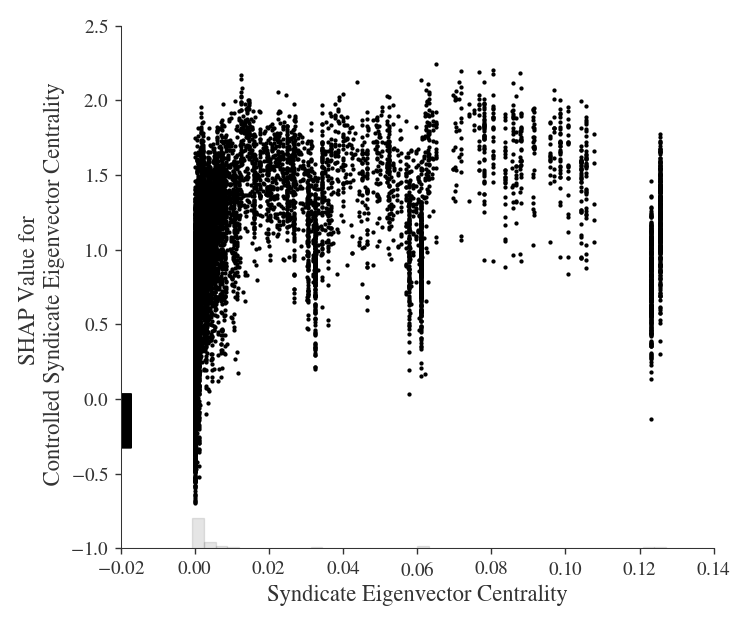 2.5
2.0
1.5
1.0
0.5
0.0
−0.5
−1.0
SHAP Value for
Controlled Syndicate Eigenvector Centrality
−0.02 0.00 0.02 0.04 0.06 0.08 0.10 0.12 0.14
Syndicate Eigenvector Centrality